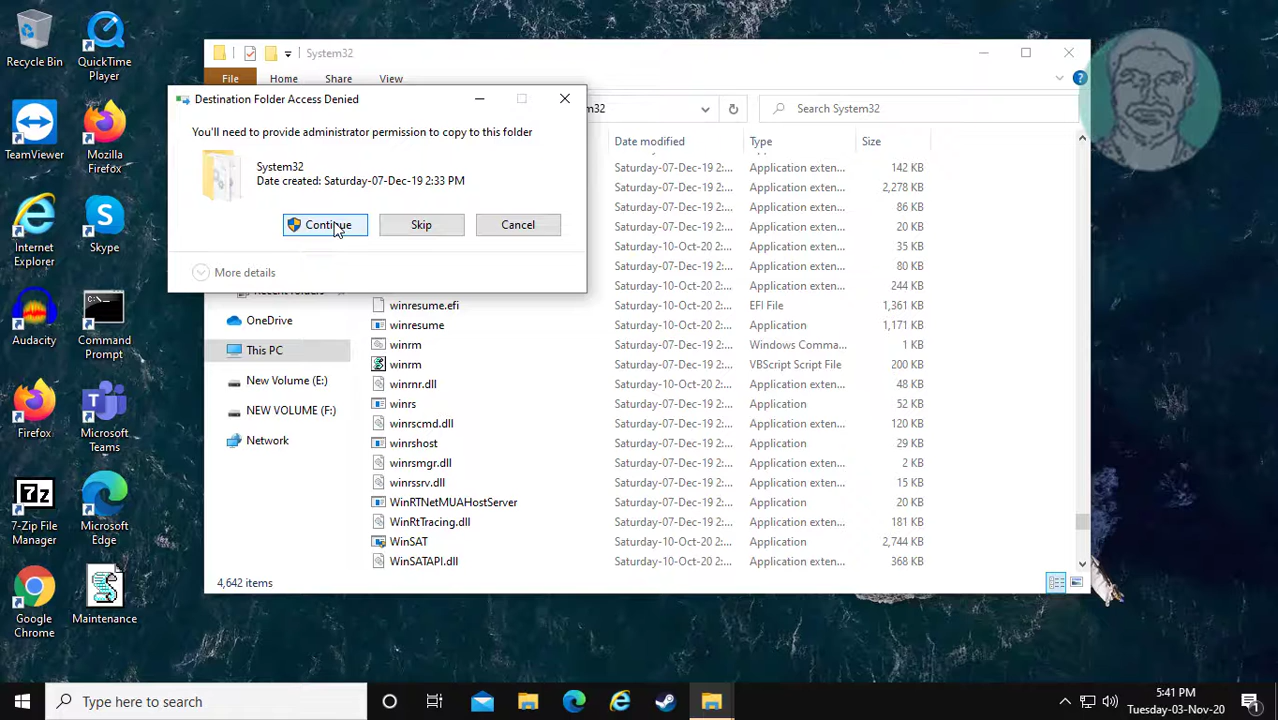 Recycle Bin
QuickTime Player
TeamViewer
Mozilla Firefox
Internet Explorer
Skype
Audacity
Command Prompt
Firefox
Microsoft Teams
7-Zip File Manager
Microsoft Edge
Google Chrome
Maintenance
System32
File Home Share View
Search System32
Destination Folder Access Denied
You'll need to provide administrator permission to copy to this folder
System32
Date created: Saturday-07-Dec-19 2:33 PM
Continue Skip Cancel
More details
OneDrive
This PC
New Volume (E:)
NEW VOLUME (F:)
Network
Date modified Type Size
Saturday-07-Dec-19 2:... Application exten... 142 KB
Saturday-07-Dec-19 2:... Application exten... 2,278 KB
Saturday-07-Dec-19 2:... Application exten... 86 KB
Saturday-07-Dec-19 2:... Application exten... 20 KB
Saturday-10-Oct-20 2:... Application exten... 35 KB
Saturday-07-Dec-19 2:... Application exten... 80 KB
Saturday-10-Oct-20 2:... Application exten... 244 KB
winresume.efi Saturday-10-Oct-20 2:... EFI File 1,361 KB
winresume Saturday-10-Oct-20 2:... Application 1,171 KB
winrm Saturday-07-Dec-19 2:... Windows Comma... 1 KB
winrm Saturday-07-Dec-19 2:... VBScript Script File 200 KB
winrnr.dll Saturday-07-Dec-19 2:... Application exten... 48 KB
winrs Saturday-07-Dec-19 2:... Application 52 KB
winrscmd.dll Saturday-07-Dec-19 2:... Application exten... 120 KB
winrshost Saturday-07-Dec-19 2:... Application 29 KB
winrsmgr.dll Saturday-07-Dec-19 2:... Application exten... 2 KB
winrssrv.dll Saturday-07-Dec-19 2:... Application exten... 15 KB
WinRTNetMUAHostServer Saturday-07-Dec-19 2:... Application 20 KB
WinRtTracing.dll Saturday-07-Dec-19 2:... Application exten... 181 KB
WinSAT Saturday-10-Oct-20 2:... Application 2,744 KB
WinSATAPI.dll Saturday-10-Oct-20 2:... Application exten... 368 KB
4,642 items
Type here to search
5:41 PM
Tuesday-03-Nov-20
1